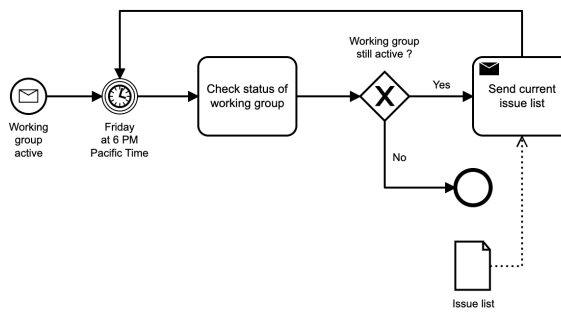 Working group
still active ?
Check status of
working group
Yes
Send current
issue list
Working
group
active
Friday
at 6 PM
Pacific Time
No
Issue list